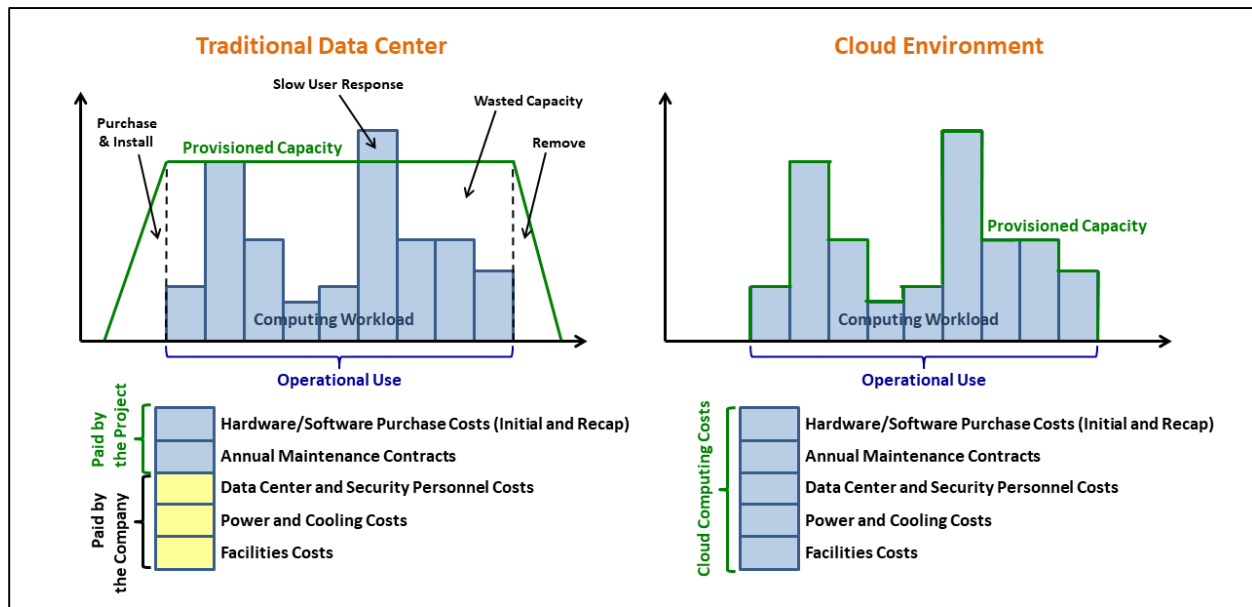 Traditional Data Center
Slow User Response
Wasted Capacity
Purchase
& Install
Provisioned Capacity
Remove
Computing Workload
Operational Use
Paid by
the Project
Hardware/Software Purchase Costs (Initial and Recap)
Annual Maintenance Contracts
Paid by
the Company
Data Center and Security Personnel Costs
Power and Cooling Costs
Facilities Costs
Cloud Environment
Provisioned Capacity
Computing Workload
Operational Use
Cloud Computing Costs
Hardware/Software Purchase Costs (Initial and Recap)
Annual Maintenance Contracts
Data Center and Security Personnel Costs
Power and Cooling Costs
Facilities Costs